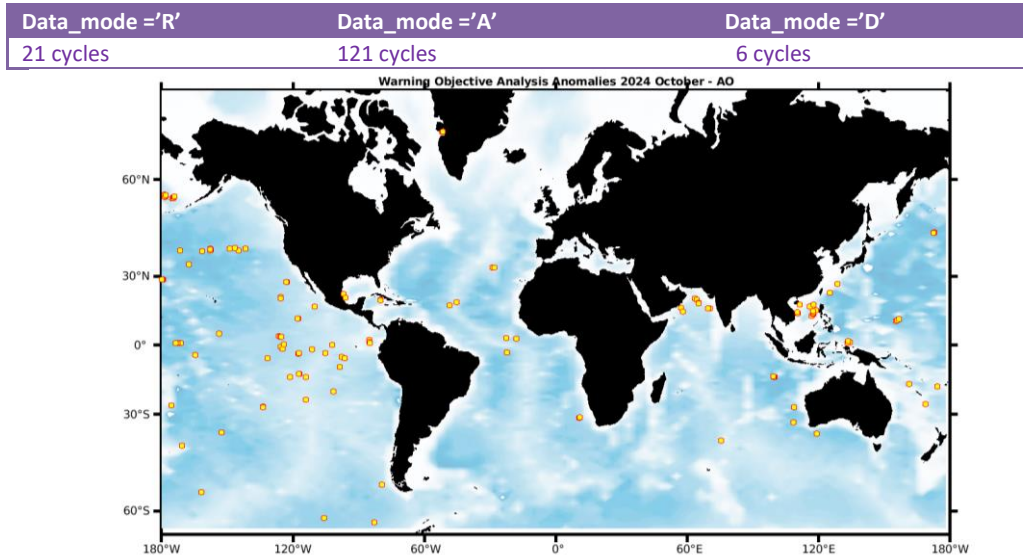 Data_mode =’R’ Data_mode =’A’ Data_mode =’D’
21 cycles 121 cycles 6 cycles
Warning Objective Analysis Anomalies 2024 October - AO
60°N
30°N
0°
30°S
60°S
180°W 120°W 60°W 0° 60°E 120°E 180°W